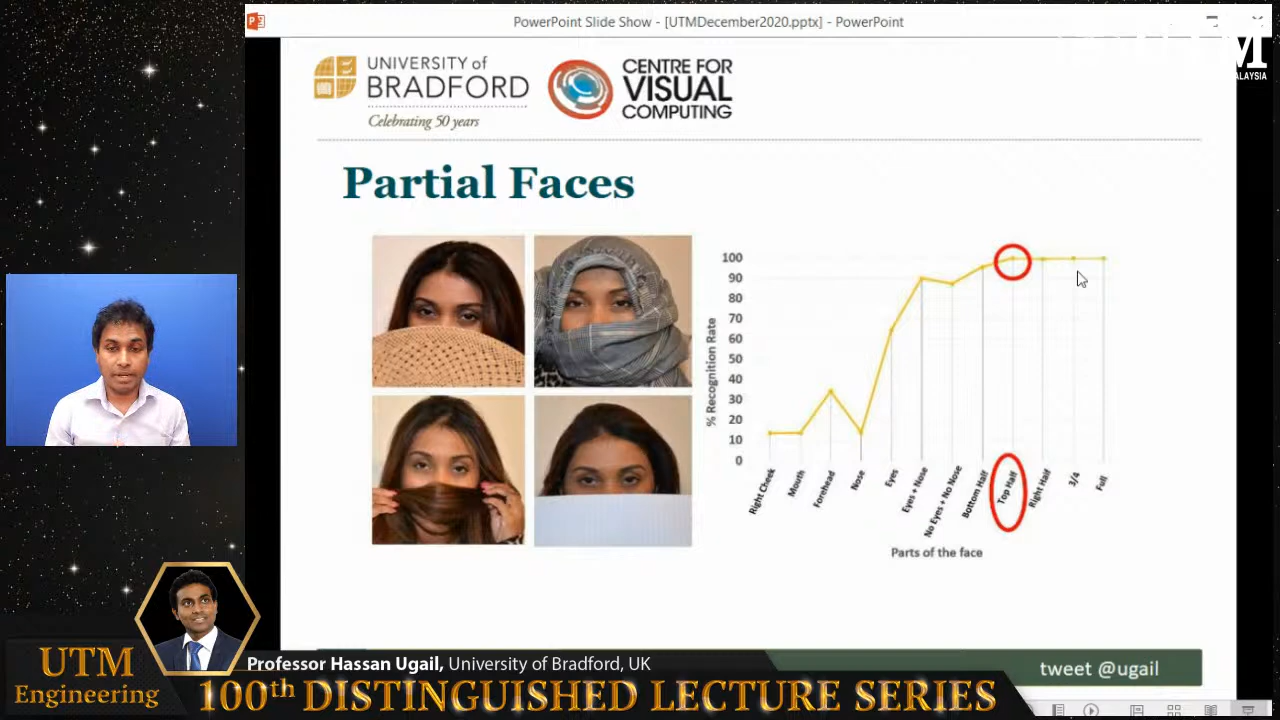 PowerPoint Slide Show - [UTMDecember2020.pptx] - PowerPoint
UNIVERSITY of
BRADFORD
Celebrating 50 years
CENTRE FOR
VISUAL
COMPUTING
ALAYSIA
Partial Faces
100
90
80
70
60
50
40
30
20
10
0
% Recognition Rate
Right Cheek
Mouth
Forehead
Nose
Eyes
Eyes + Nose
No Eyes + No Nose
Bottom Half
Top Half
Right Half
3/4
Full
Parts of the face
tweet @ugail
Professor Hassan Ugail, University of Bradford, UK
UTM
Engineering
100th DISTINGUISHED LECTURE SERIES